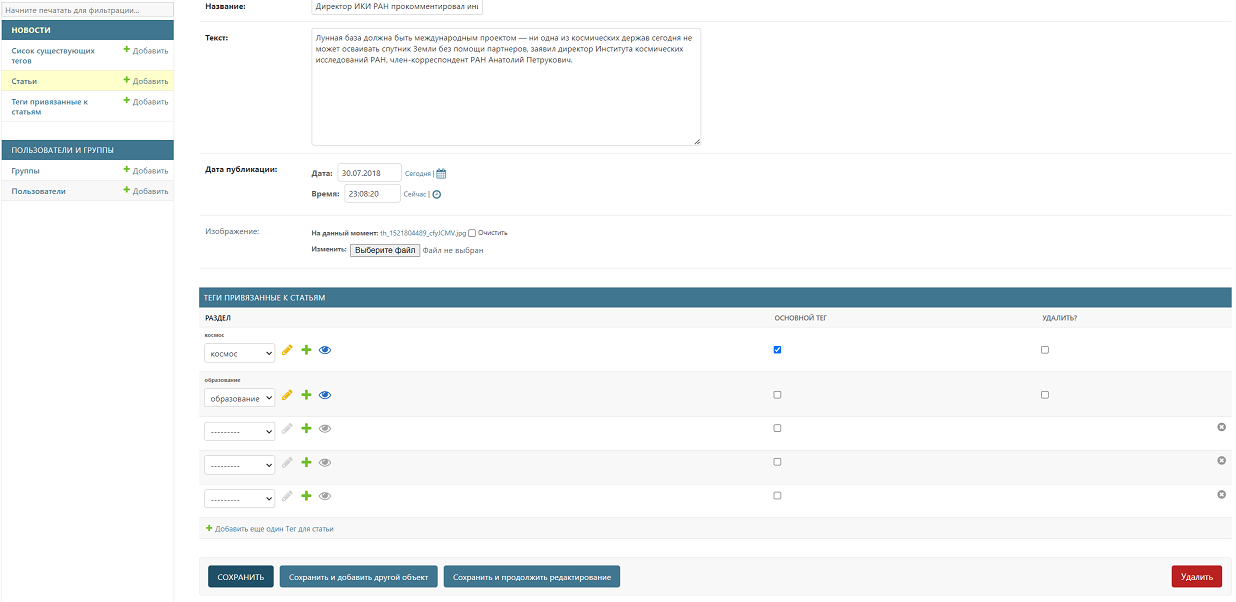 Начните печатать для фильтрации...
НОВОСТИ
Сисок существующих
тегов
Добавить
Статьи
Добавить
Теги привязанные к
статьям
Добавить
ПОЛЬЗОВАТЕЛИ И ГРУППЫ
Группы
Добавить
Пользователи
Добавить
Название:
Директор ИКИ РАН прокомментировал
Текст:
Лунная база должна быть международным проектом — ни одна из космических держав сегодня не
может осваивать спутник Земли без помощи партнеров, заявил директор Института космических
исследований РАН, член-корреспондент РАН Анатолий Петрукович.
Дата публикации:
Дата: 30.07.2018 Сегодня |
Время: 23:08:20 Сейчас |
Изображение:
На данный момент: th_1521804489_cfyJCMV.jpg Очистить
Изменить: Выберите файл Файл не выбран
ТЕГИ ПРИВЯЗАННЫЕ К СТАТЬЯМ
РАЗДЕЛ ОСНОВНОЙ ТЕГ УДАЛИТЬ?
космос
космос
образование
образование
---------
---------
---------
Добавить еще один Тег для статьи
СОХРАНИТЬ Сохранить и добавить другой объект Сохранить и продолжить редактирование Удалить